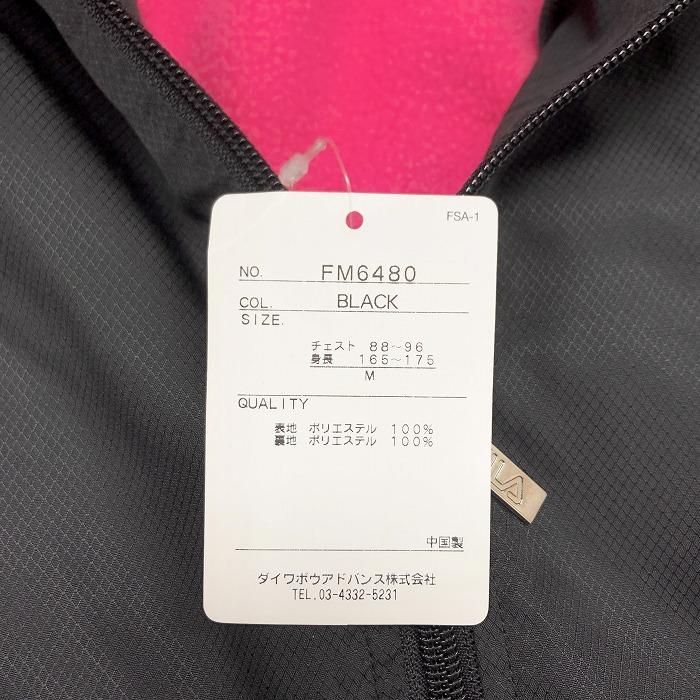 FSA-1
NO. FM6480
COL. BLACK
SIZE.
チェスト 88~96
身長 165~175
M
QUALITY
表地 ポリエステル 100%
裏地 ポリエステル 100%
中国製
ダイワボウアドバンス株式会社
TEL.03-4332-5231